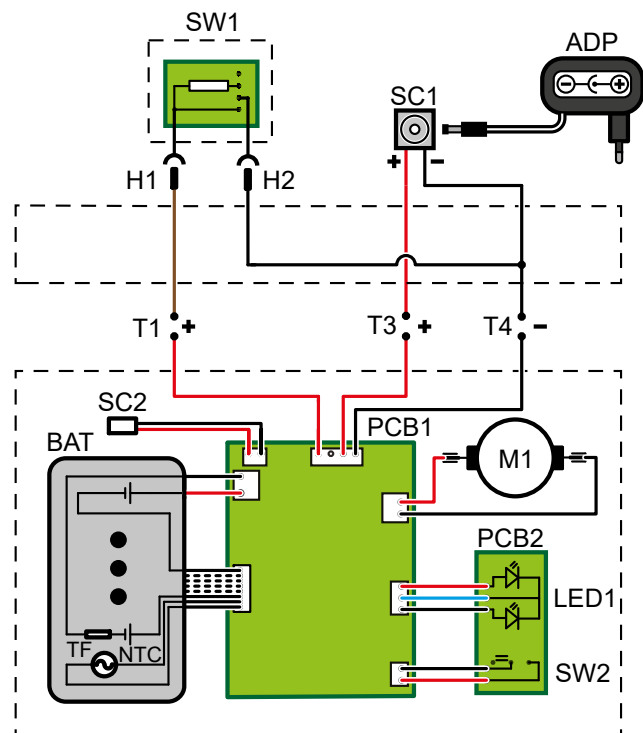 SW1
ADP
SC1
+ −
− +
H1 H2
T1 + T3 + T4 −
SC2
PCB1
BAT
M1
PCB2
LED1
TF NTC
SW2